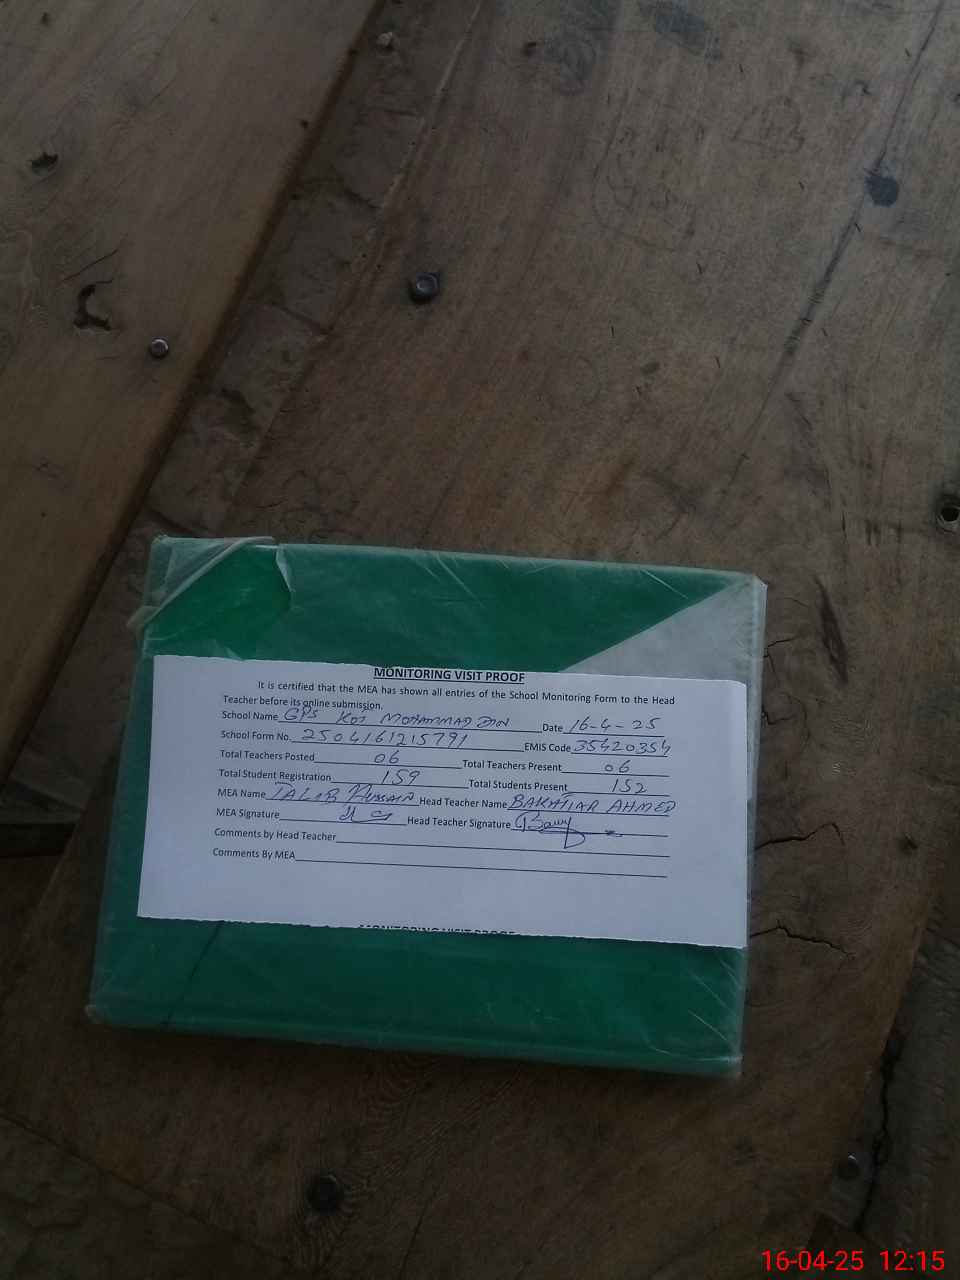 MONITORING VISIT PROOF
It is certified that the MEA has shown all entries of the School Monitoring Form to the Head
Teacher before its online submission.
School Name GPS Kot MOHAMMAD DIN Date 16-4-25
School Form No. 2504161215791 EMIS Code 35420354
Total Teachers Posted 06 Total Teachers Present 06
Total Student Registration 159 Total Students Present 152
MEA Name TALIB Hussain Head Teacher Name BAKHTIAR AHMED
MEA Signature Head Teacher Signature
Comments by Head Teacher
Comments By MEA
MONITORING VISIT PROOF
16-04-25 12:15